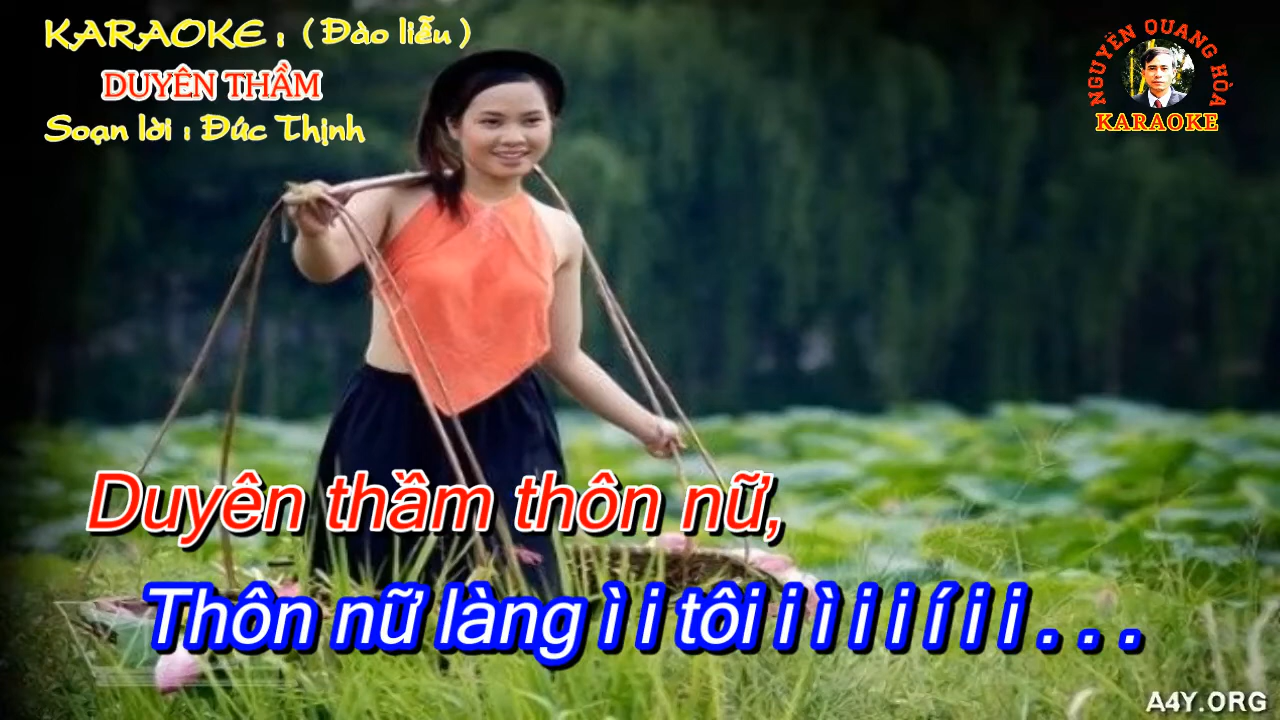 KARAOKE : ( Đào liễu )
DUYÊN THẦM
Soạn lời : Đức Thịnh
NGUYỄN QUANG HÒA
KARAOKE
Duyên thầm thôn nữ,
Thôn nữ làng ì i tôi i ì i i í i i . . .
A4Y.ORG